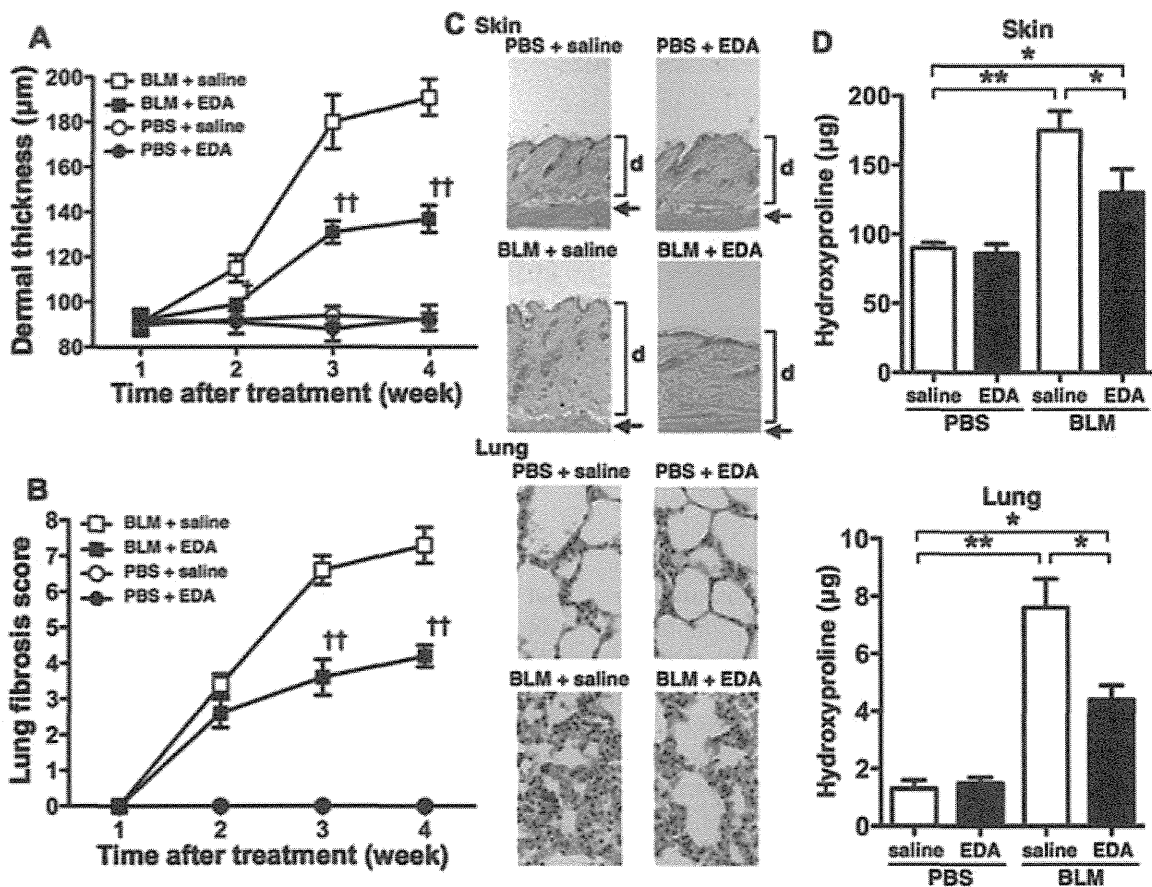 A
BLM + saline
BLM + EDA
PBS + saline
PBS + EDA
Dermal thickness (µm)
200
180
160
140
120
100
80
†
††
††
1 2 3 4
Time after treatment (week)
B
BLM + saline
BLM + EDA
PBS + saline
PBS + EDA
Lung fibrosis score
8
7
6
5
4
3
2
1
0
††
††
1 2 3 4
Time after treatment (week)
C Skin
PBS + saline PBS + EDA
d d
BLM + saline BLM + EDA
d d
Lung
PBS + saline PBS + EDA
BLM + saline BLM + EDA
D Skin
*
** *
Hydroxyproline (µg)
200
150
100
50
0
saline EDA saline EDA
PBS BLM
Lung
*
** *
Hydroxyproline (µg)
10
8
6
4
2
0
saline EDA saline EDA
PBS BLM